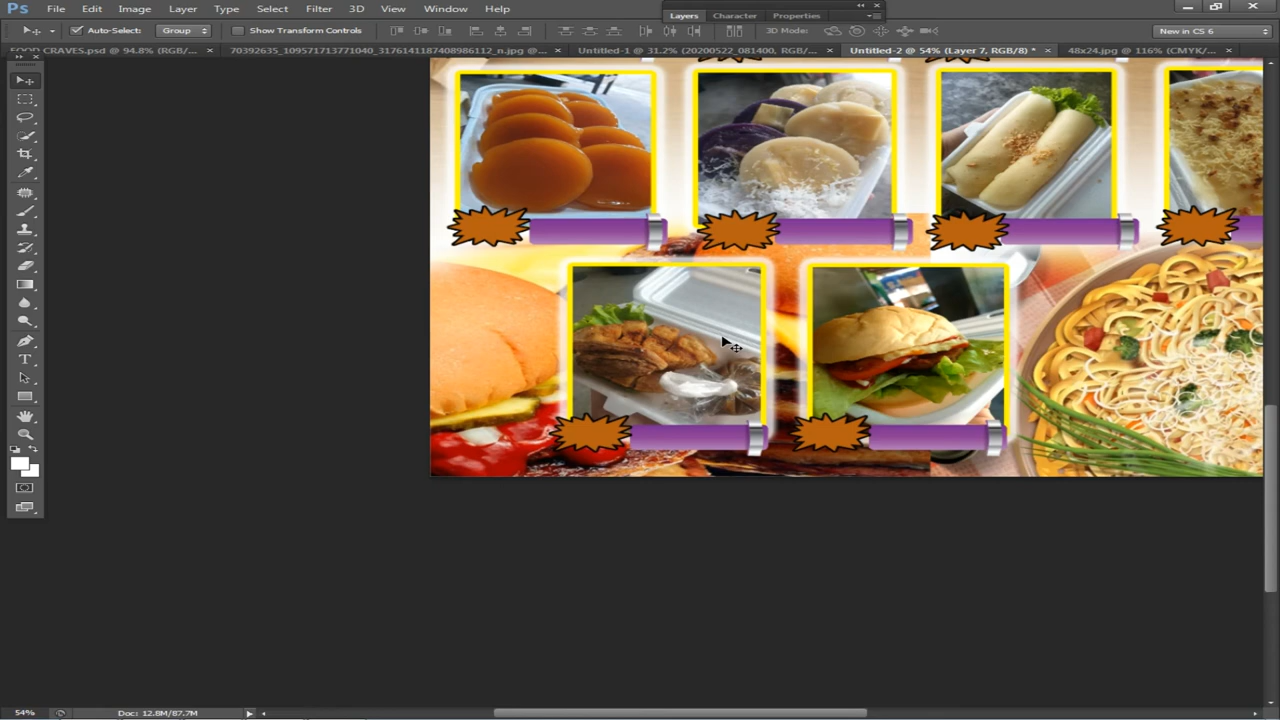 Ps File Edit Image Layer Type Select Filter 3D View Window Help
Layers Character Properties
Auto-Select: Group Show Transform Controls 3D Mode: New in CS 6
FOOD CRAVES.psd @ 94.8% (RGB/... × 70392635_109571713771040_3176141187408986112_n.jpg @... × Untitled-1 @ 31.2% (20200522_081400, RGB/... × Untitled-2 @ 54% (Layer 7, RGB/8) * × 48x24.jpg @ 116% (CMYK/... ×
T
54% Doc: 12.8M/87.7M